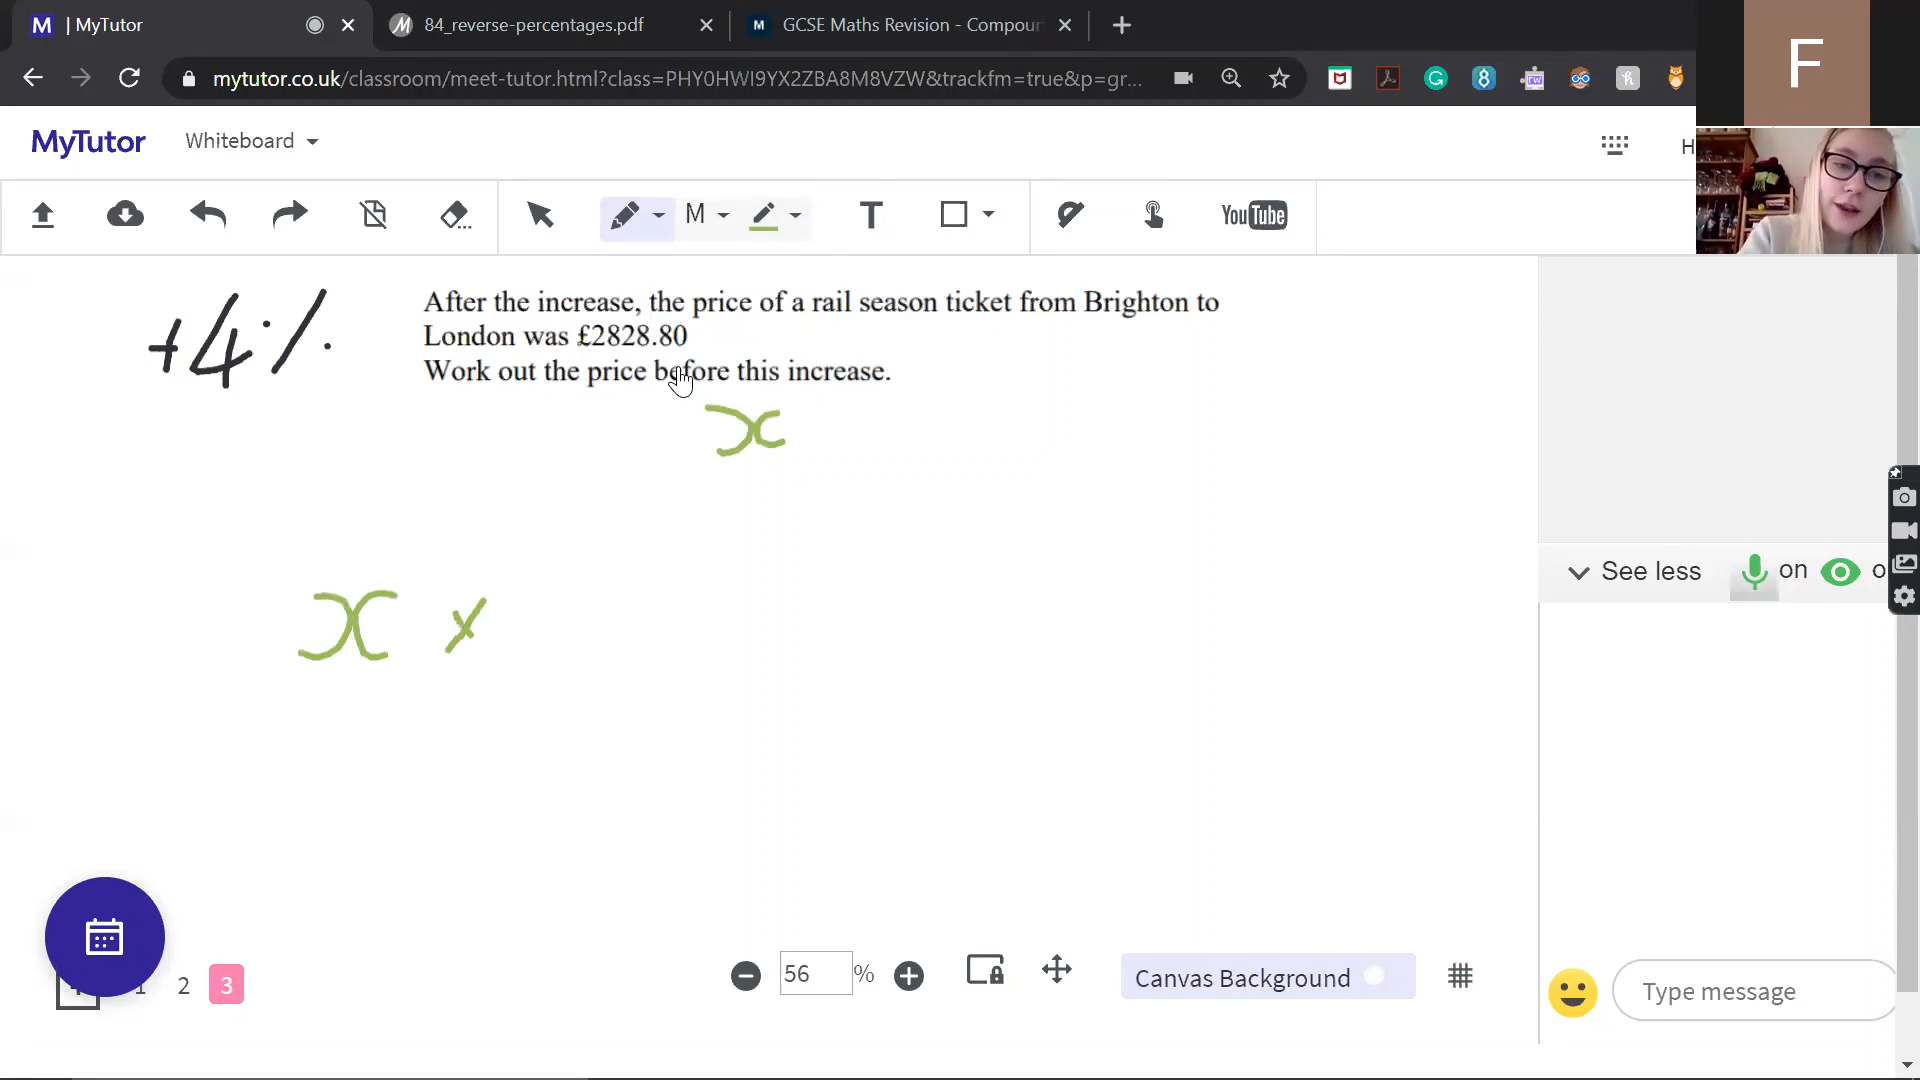 | MyTutor
84_reverse-percentages.pdf
GCSE Maths Revision - Compour
mytutor.co.uk/classroom/meet-tutor.html?class=PHY0HWI9YX2ZBA8M8VZW&trackfm=true&p=gr...
F
MyTutor
Whiteboard
H
M
T
YouTube
+4%
After the increase, the price of a rail season ticket from Brighton to
London was £2828.80
Work out the price before this increase.
x
x ×
See less
on
o
1
2
3
56
%
Canvas Background
Type message